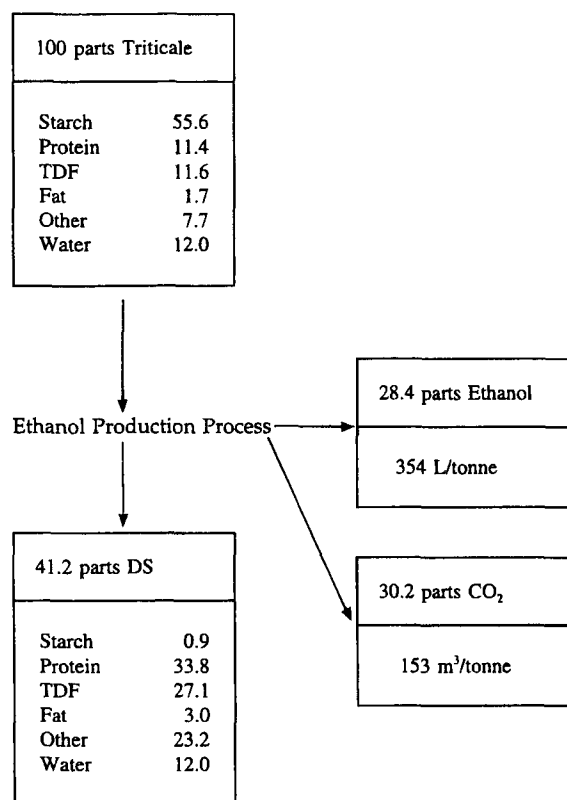 100 parts Triticale
Starch 55.6
Protein 11.4
TDF 11.6
Fat 1.7
Other 7.7
Water 12.0
Ethanol Production Process
28.4 parts Ethanol
354 L/tonne
41.2 parts DS
Starch 0.9
Protein 33.8
TDF 27.1
Fat 3.0
Other 23.2
Water 12.0
30.2 parts CO₂
153 m³/tonne